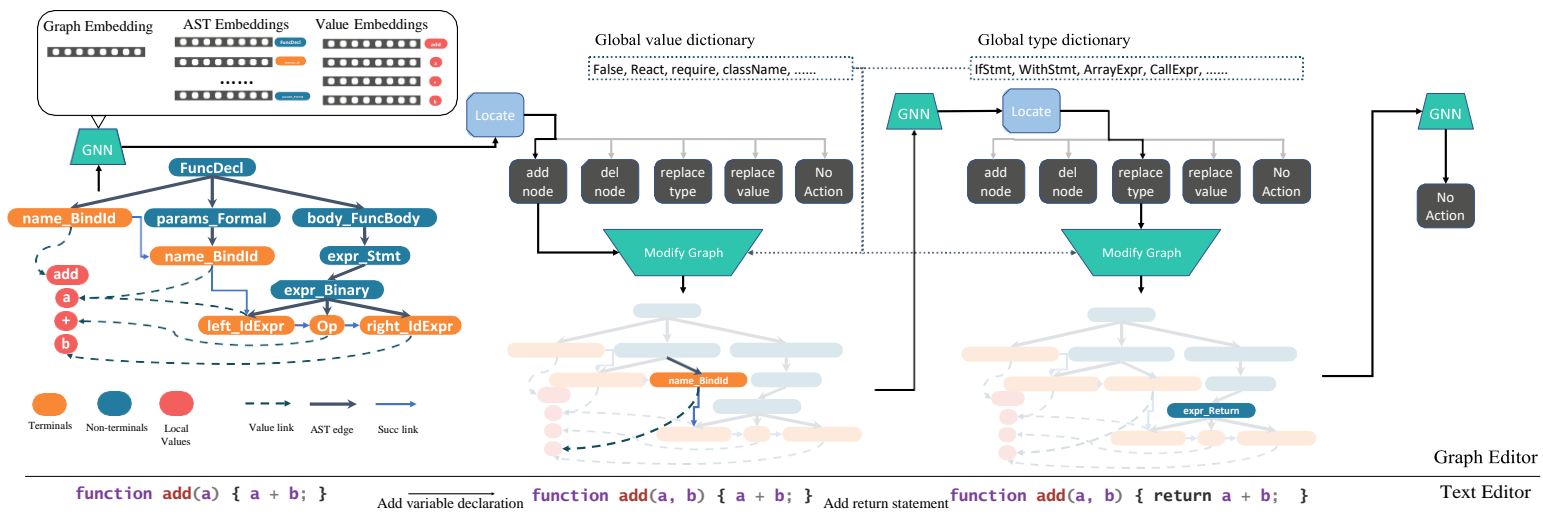 Graph Embedding
AST Embeddings
Value Embeddings
FuncDecl
add
a
b
......
GNN
Locate
Global value dictionary
False, React, require, className, ......
Global type dictionary
IfStmt, WithStmt, ArrayExpr, CallExpr, ......
add node
del node
replace type
replace value
No Action
Modify Graph
GNN
Locate
add node
del node
replace type
replace value
No Action
Modify Graph
GNN
No Action
FuncDecl
name_BindId
params_Formal
body_FuncBody
name_BindId
expr_Stmt
add
a
+
b
expr_Binary
left_IdExpr
Op
right_IdExpr
name_BindId
expr_Return
Terminals
Non-terminals
Local Values
Value link
AST edge
Succ link
Graph Editor
Text Editor
function add(a) { a + b; }
Add variable declaration
function add(a, b) { a + b; }
Add return statement
function add(a, b) { return a + b; }